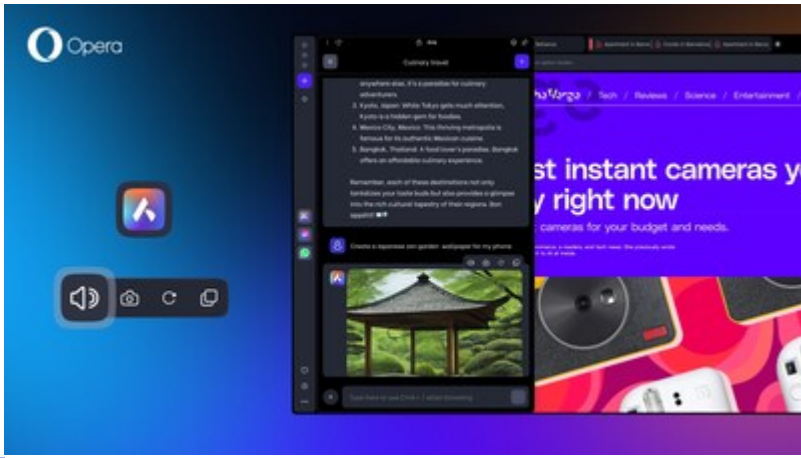 Opera
Culinary travel
anywhere else. It's a paradise for culinary
adventurers.
3. Kyoto, Japan: While Tokyo gets much attention,
Kyoto is a hidden gem for foodies.
4. Mexico City, Mexico: This thriving metropolis is
famous for its authentic Mexican cuisine.
5. Bangkok, Thailand: A food lover's paradise, Bangkok
offers an affordable culinary experience.
Remember, each of these destinations not only
tantalizes your taste buds but also provides a glimpse
into the rich cultural tapestry of their regions. Bon
appétit!
Create a Japanese zen garden wallpaper for my phone
Type here or use Ctrl + /
/ Tech / Reviews / Science / Entertainment /
st instant cameras y
y right now
cameras for your budget and needs.